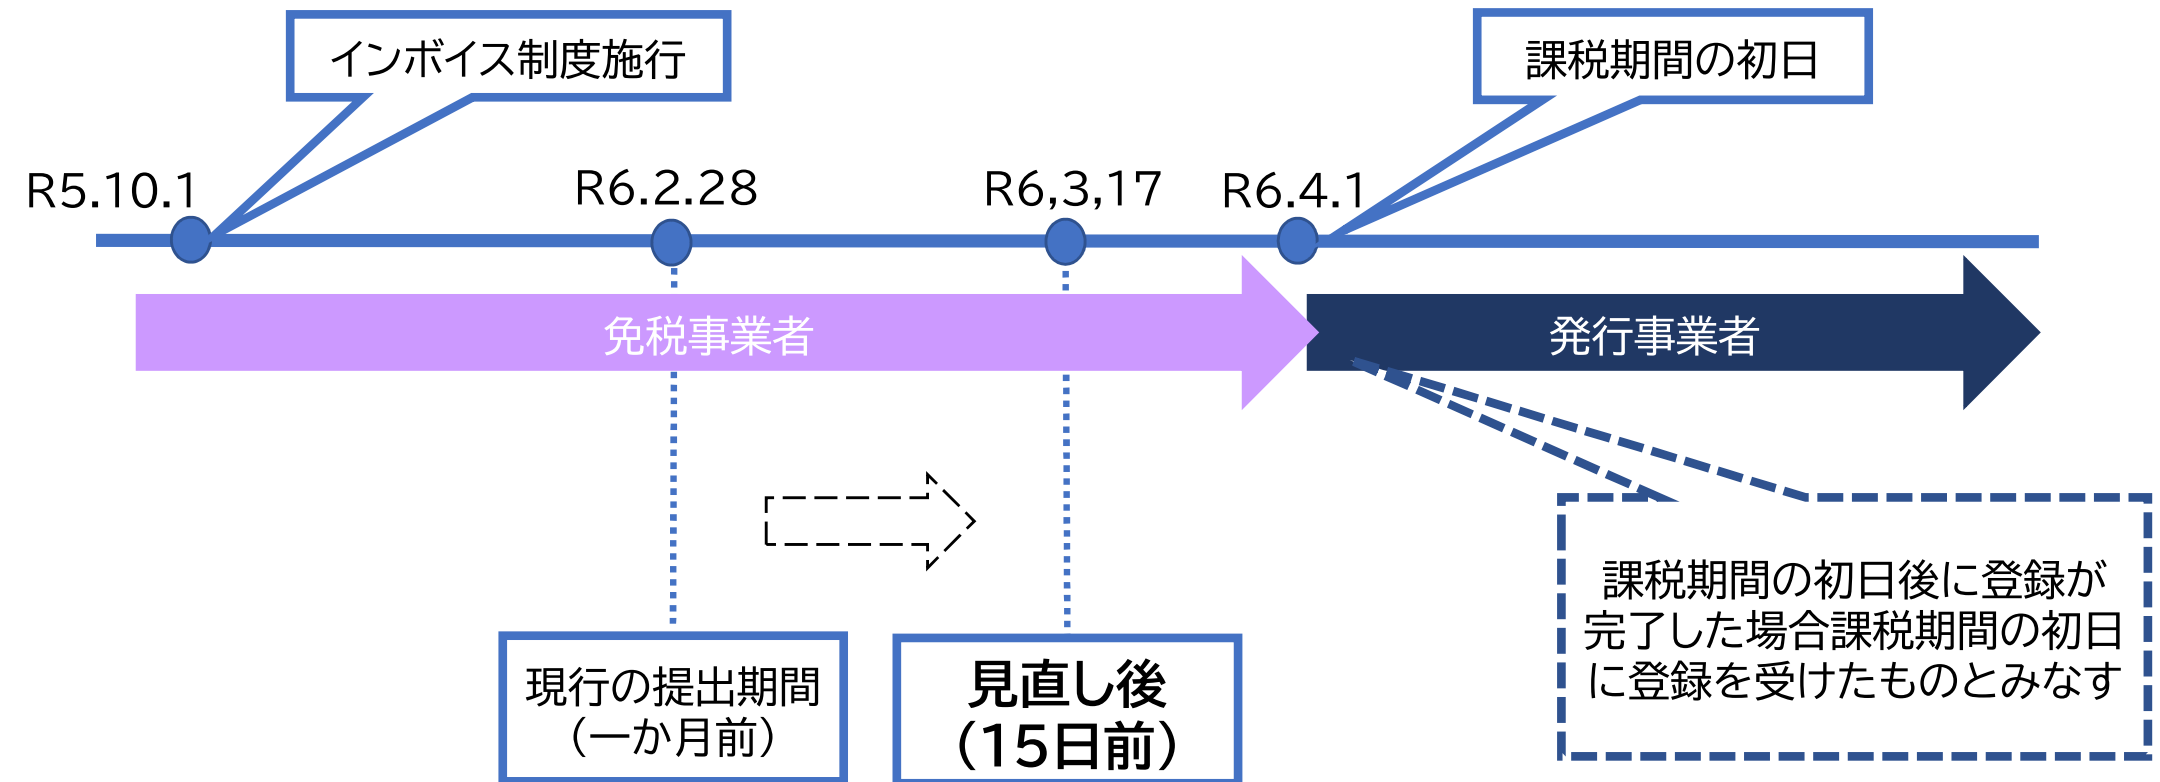 インボイス制度施行
課税期間の初日
R5.10.1
R6.2.28
R6,3,17
R6.4.1
免税事業者
発行事業者
課税期間の初日後に登録が
完了した場合課税期間の初日
に登録を受けたものとみなす
現行の提出期間
（一か月前）
見直し後
（15日前）